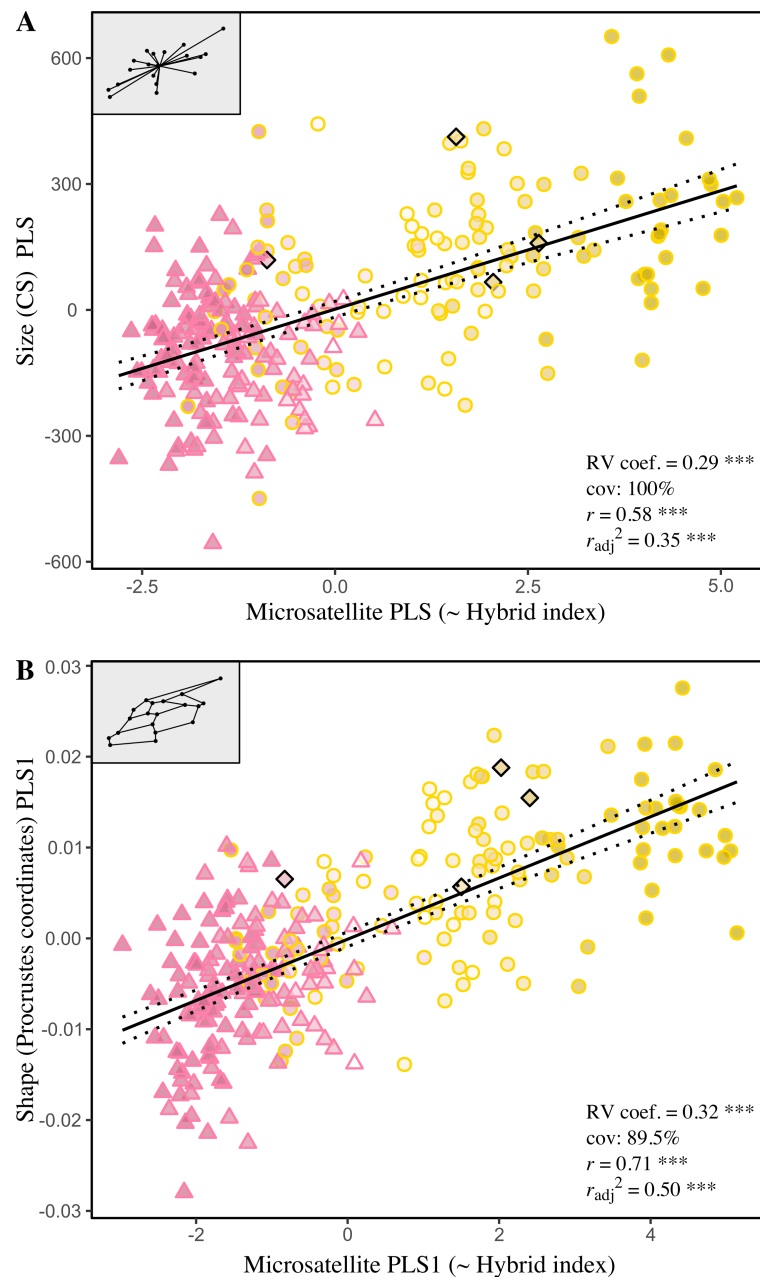 A
600
300
0
-300
-600
Size (CS) PLS
RV coef. = 0.29 ***
cov: 100%
r = 0.58 ***
radj2 = 0.35 ***
-2.5 0.0 2.5 5.0
Microsatellite PLS (~ Hybrid index)
B
0.03
0.02
0.01
0.00
-0.01
-0.02
-0.03
Shape (Procrustes coordinates) PLS1
RV coef. = 0.32 ***
cov: 89.5%
r = 0.71 ***
radj2 = 0.50 ***
-2 0 2 4
Microsatellite PLS1 (~ Hybrid index)